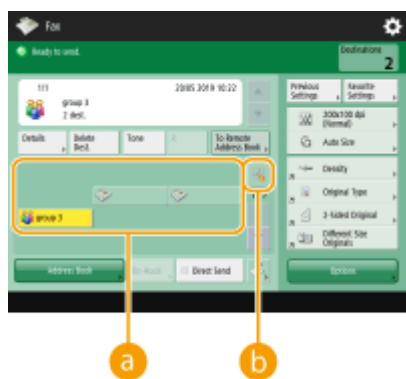 Fax
Ready to send.
Destinations
2
1/1
20/05 2019 10:22
group 3
2 dest.
Previous
Settings
Favorite
Settings
200x100 dpi
(Normal)
Details
Delete
Dest.
Tone
To Remote
Address Book
Auto Size
Density
Original Type
group 3
2-Sided Original
Different Size
Originals
Address Book
Direct Send
Options
a
b